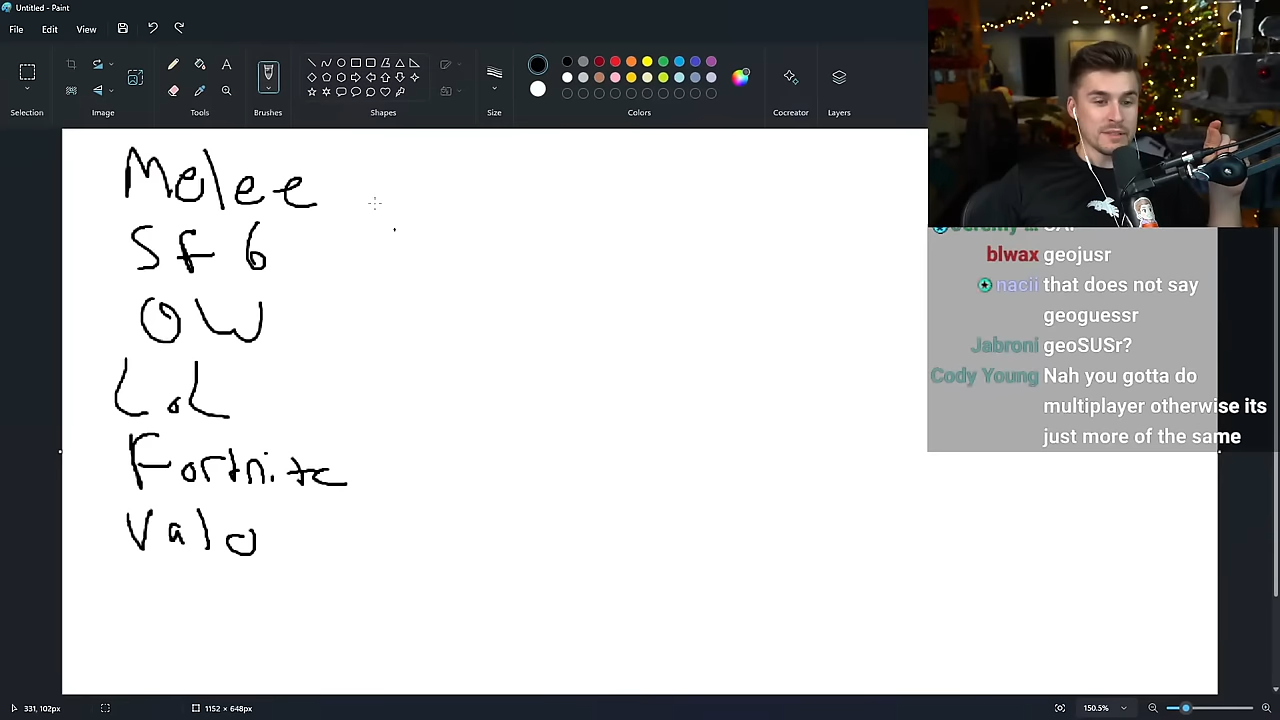 Untitled - Paint
File Edit View
Selection Image Tools Brushes Shapes Size Colors Cocreator Layers
Melee
SF 6
OW
LoL
Fortnite
Valo
blwax geojusr
nacii that does not say
geoguessr
Jabroni geoSUSr?
Cody Young Nah you gotta do
multiplayer otherwise its
just more of the same
331, 102px 1152 × 648px 150.5%